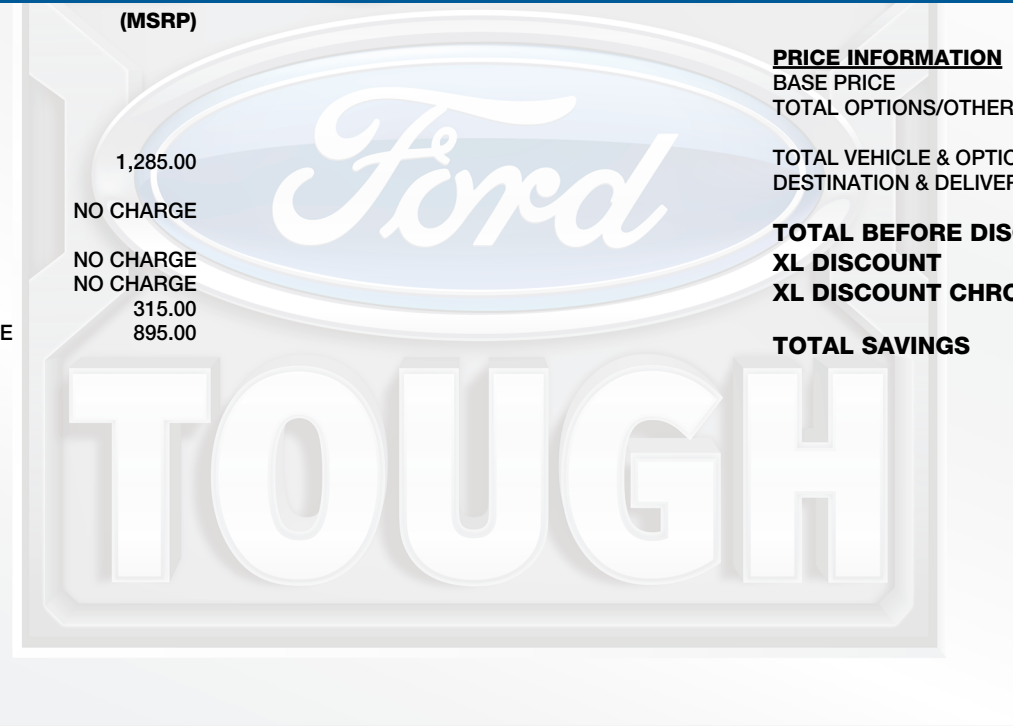 (MSRP)
1,285.00
NO CHARGE
NO CHARGE
NO CHARGE
315.00
E 895.00
PRICE INFORMATION
BASE PRICE
TOTAL OPTIONS/OTHER
TOTAL VEHICLE & OPTIO
DESTINATION & DELIVER
TOTAL BEFORE DISC
XL DISCOUNT
XL DISCOUNT CHRO
TOTAL SAVINGS
Ford
TOUGH